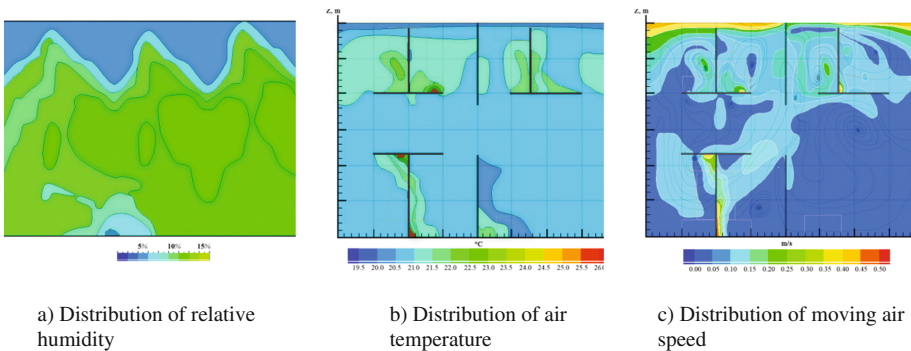 Z, m
Z, m
5% 10% 15%
°C
19.5 20.0 20.5 21.0 21.5 22.0 22.5 23.0 23.5 24.0 24.5 25.0 25.5 26.0
m/s
0.00 0.05 0.10 0.15 0.20 0.25 0.30 0.35 0.40 0.45 0.50
a) Distribution of relative
humidity
b) Distribution of air
temperature
c) Distribution of moving air
speed